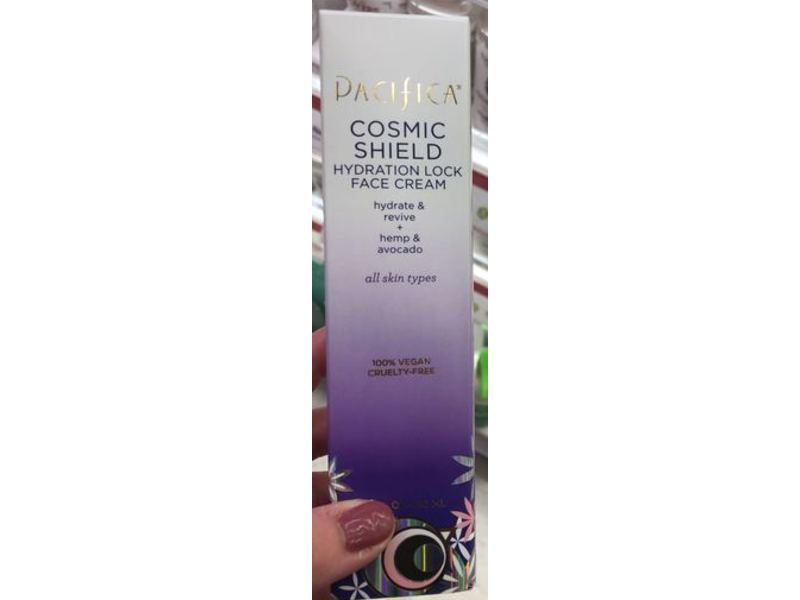 PACIfICA®
COSMIC
SHIELD
HYDRATION LOCK
FACE CREAM
hydrate &
revive
+
hemp &
avocado
all skin types
100% VEGAN
CRUELTY-FREE